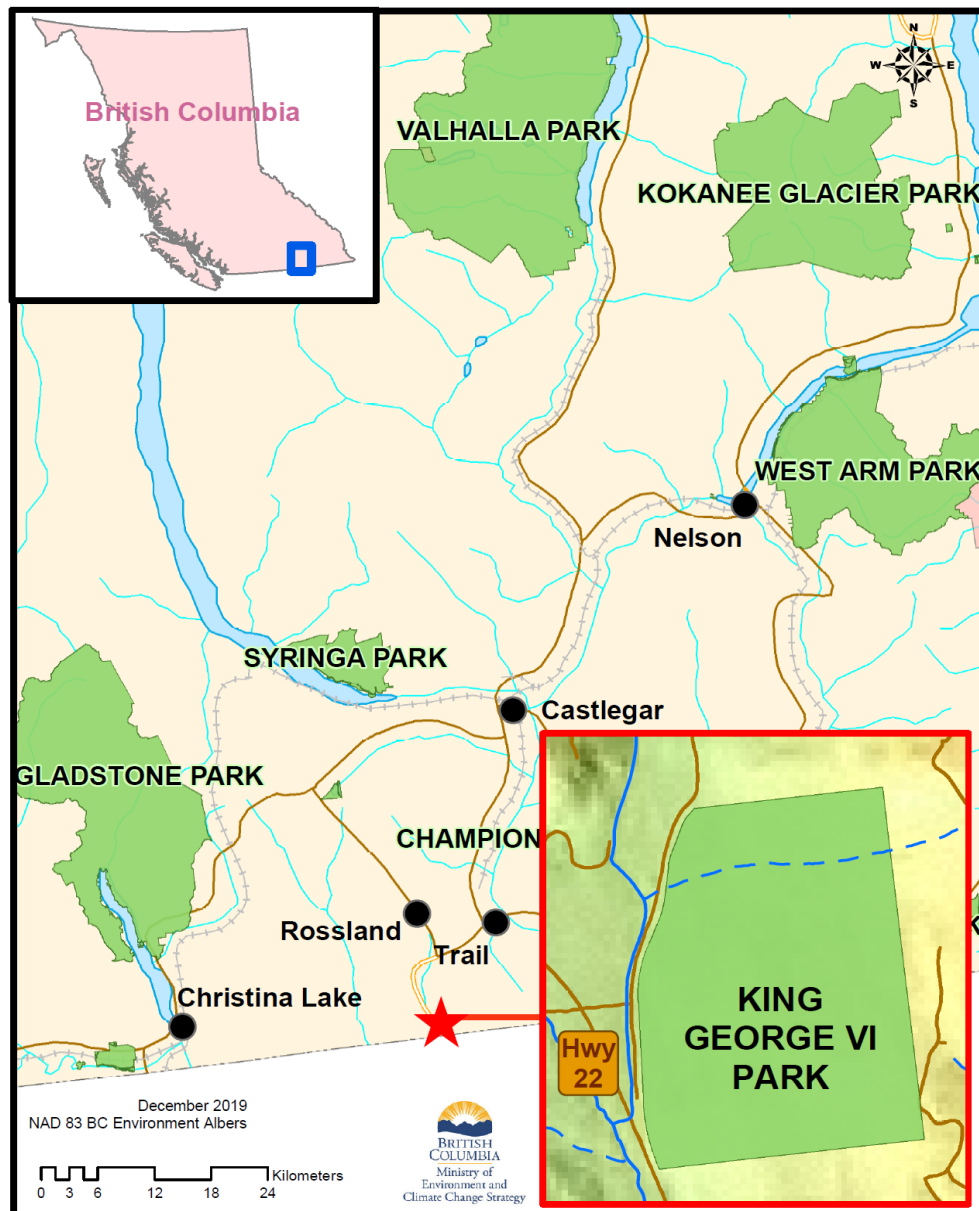 British Columbia
N
W
E
S
VALHALLA PARK
KOKANEE GLACIER PARK
WEST ARM PARK
Nelson
SYRINGA PARK
Castlegar
GLADSTONE PARK
CHAMPION
Rossland
Trail
Christina Lake
KING
GEORGE VI
PARK
Hwy
22
December 2019
NAD 83 BC Environment Albers
Kilometers
0 3 6 12 18 24
BRITISH
COLUMBIA
Ministry of
Environment and
Climate Change Strategy